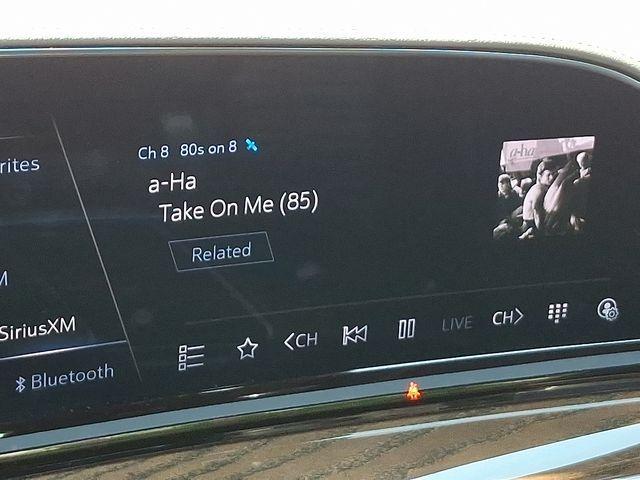 rites
SiriusXM
Bluetooth
Ch 8 80s on 8
a-Ha
Take On Me (85)
Related
a-ha
<CH
LIVE
CH>